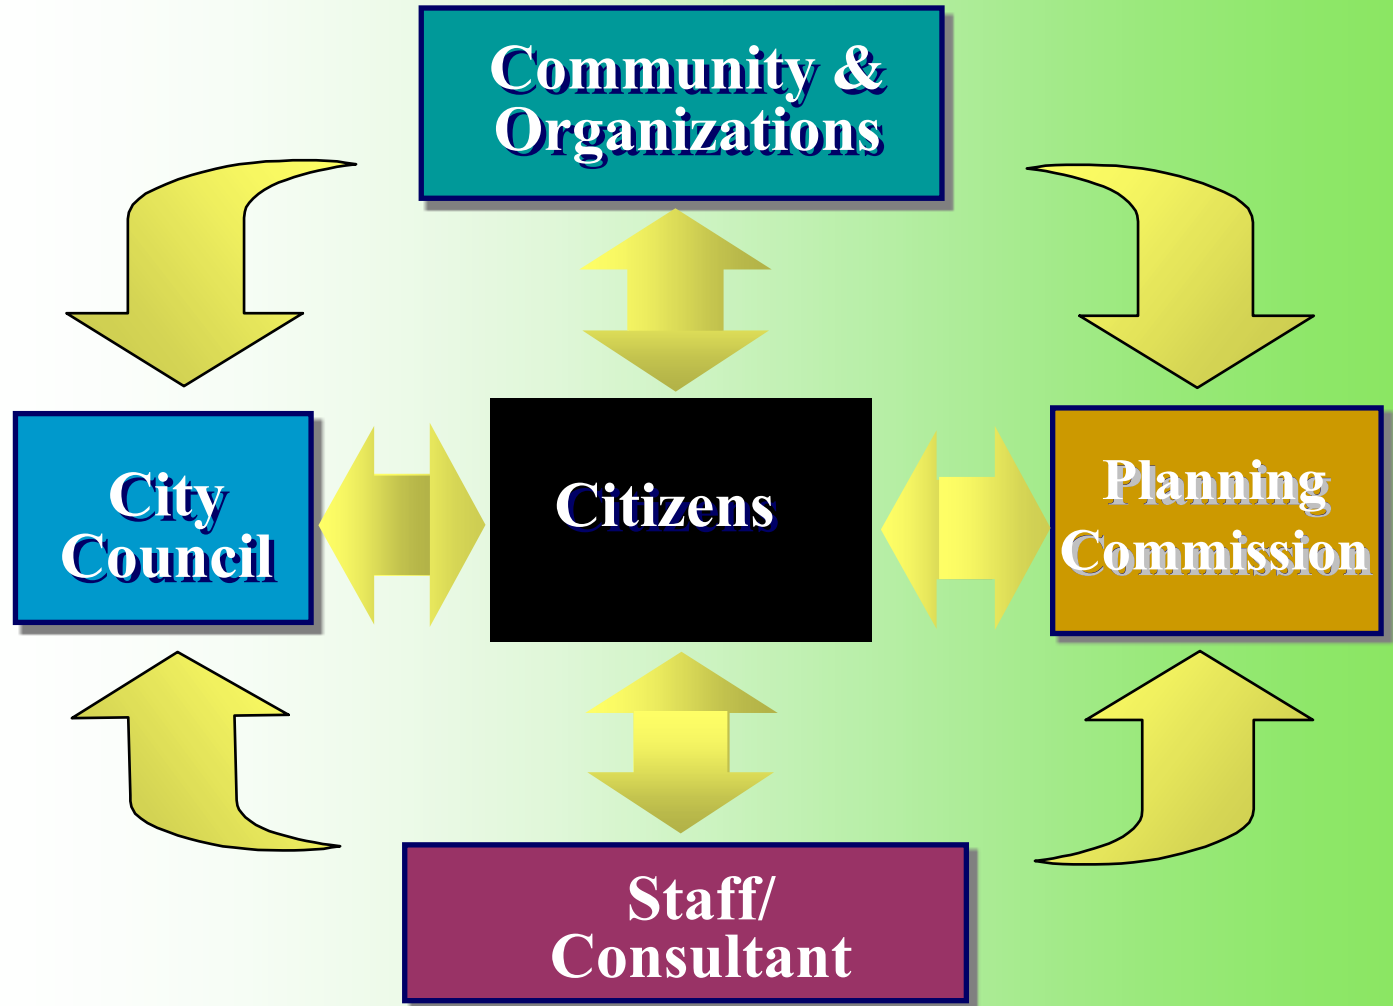 Community &
Organizations
City
Council
Citizens
Planning
Commission
Staff/
Consultant